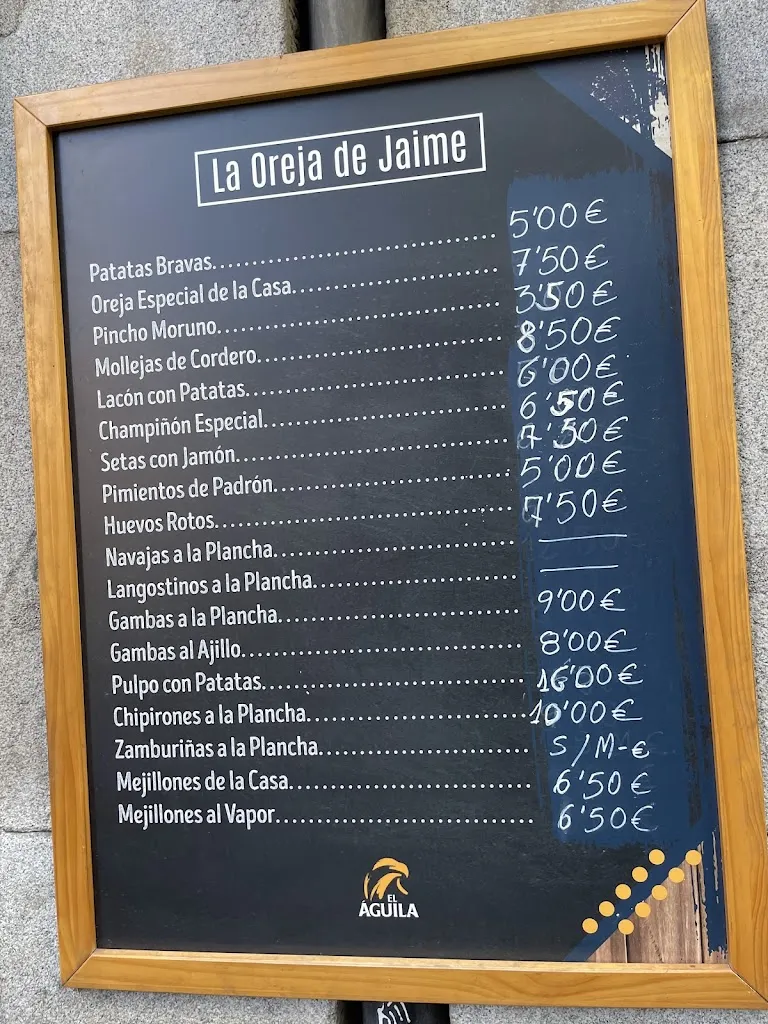 La Oreja de Jaime
Patatas Bravas........ 5'00€
Oreja Especial de la Casa........ 7'50€
Pincho Moruno........ 3'50€
Mollejas de Cordero........ 8'50€
Lacón con Patatas........ 6'00€
Champiñón Especial........ 6'50€
Setas con Jamón........ 7'50€
Pimientos de Padrón........ 5'00€
Huevos Rotos........ 7'50€
Navajas a la Plancha........ —
Langostinos a la Plancha........ —
Gambas a la Plancha........ 9'00€
Gambas al Ajillo........ 8'00€
Pulpo con Patatas........ 16'00€
Chipirones a la Plancha........ 10'00€
Zamburiñas a la Plancha........ S/M-€
Mejillones de la Casa........ 6'50€
Mejillones al Vapor........ 6'50€
EL
ÁGUILA